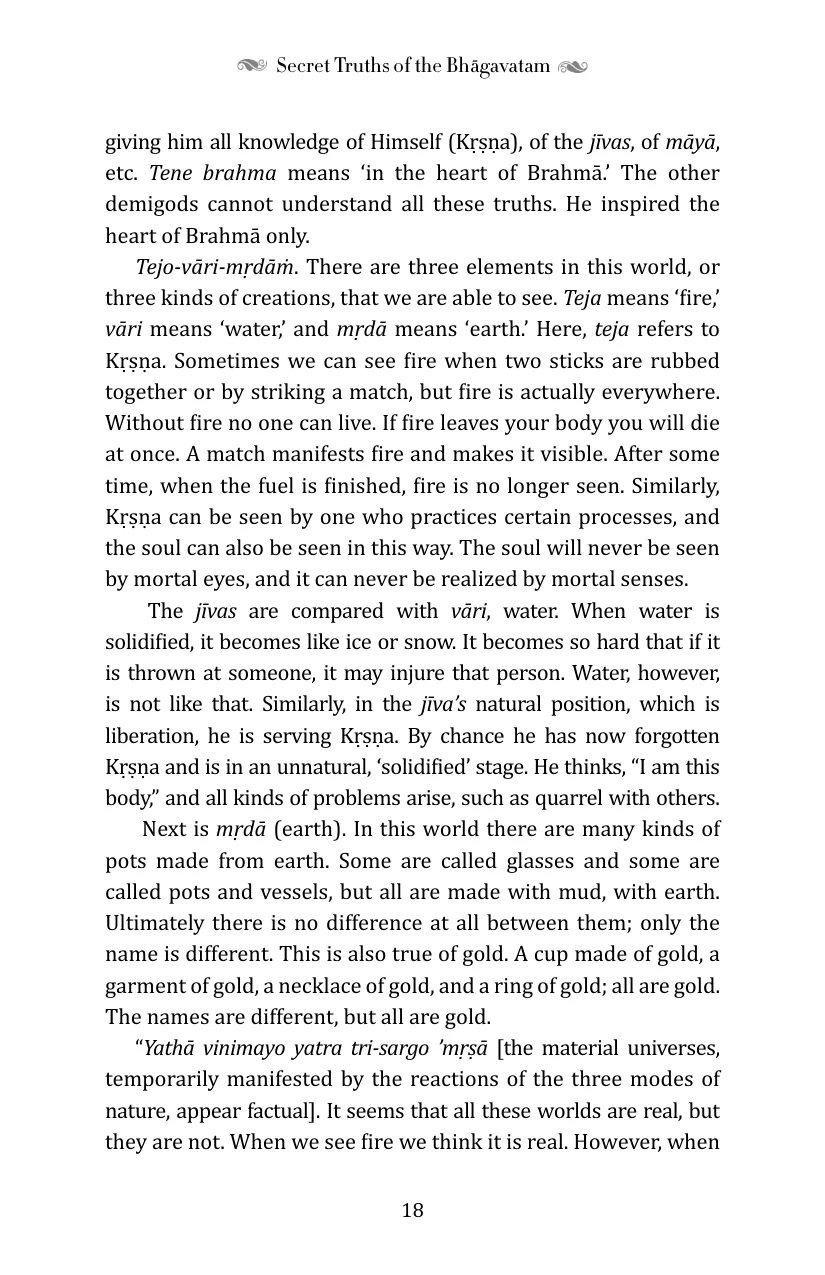 Secret Truths of the Bhāgavatam
giving him all knowledge of Himself (Kṛṣṇa), of the jīvas, of māyā,
etc. Tene brahma means ‘in the heart of Brahmā.’ The other
demigods cannot understand all these truths. He inspired the
heart of Brahmā only.
Tejo-vāri-mṛdāṁ. There are three elements in this world, or
three kinds of creations, that we are able to see. Teja means ‘fire,’
vāri means ‘water,’ and mṛdā means ‘earth.’ Here, teja refers to
Kṛṣṇa. Sometimes we can see fire when two sticks are rubbed
together or by striking a match, but fire is actually everywhere.
Without fire no one can live. If fire leaves your body you will die
at once. A match manifests fire and makes it visible. After some
time, when the fuel is finished, fire is no longer seen. Similarly,
Kṛṣṇa can be seen by one who practices certain processes, and
the soul can also be seen in this way. The soul will never be seen
by mortal eyes, and it can never be realized by mortal senses.
The jīvas are compared with vāri, water. When water is
solidified, it becomes like ice or snow. It becomes so hard that if it
is thrown at someone, it may injure that person. Water, however,
is not like that. Similarly, in the jīva’s natural position, which is
liberation, he is serving Kṛṣṇa. By chance he has now forgotten
Kṛṣṇa and is in an unnatural, ‘solidified’ stage. He thinks, “I am this
body,” and all kinds of problems arise, such as quarrel with others.
Next is mṛdā (earth). In this world there are many kinds of
pots made from earth. Some are called glasses and some are
called pots and vessels, but all are made with mud, with earth.
Ultimately there is no difference at all between them; only the
name is different. This is also true of gold. A cup made of gold, a
garment of gold, a necklace of gold, and a ring of gold; all are gold.
The names are different, but all are gold.
“Yathā vinimayo yatra tri-sargo ’mṛṣā [the material universes,
temporarily manifested by the reactions of the three modes of
nature, appear factual]. It seems that all these worlds are real, but
they are not. When we see fire we think it is real. However, when
18